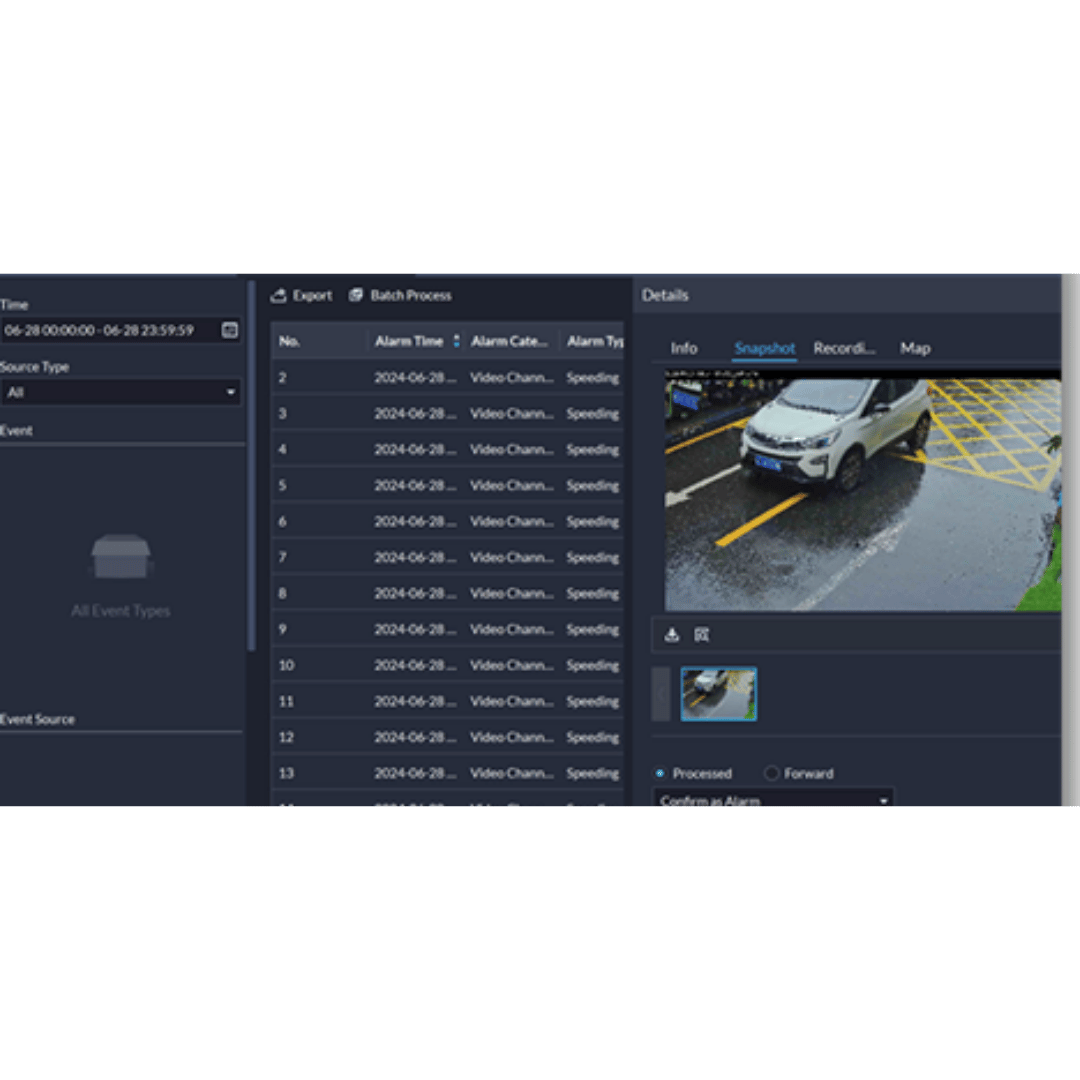 Time
06-28 00:00:00 - 06-28 23:59:59
Source Type
All
Event
All Event Types
Event Source
Export Batch Process
No. Alarm Time Alarm Cate... Alarm Typ
2 2024-06-28 ... Video Chann... Speeding
3 2024-06-28 ... Video Chann... Speeding
4 2024-06-28 ... Video Chann... Speeding
5 2024-06-28 ... Video Chann... Speeding
6 2024-06-28 ... Video Chann... Speeding
7 2024-06-28 ... Video Chann... Speeding
8 2024-06-28 ... Video Chann... Speeding
9 2024-06-28 ... Video Chann... Speeding
10 2024-06-28 ... Video Chann... Speeding
11 2024-06-28 ... Video Chann... Speeding
12 2024-06-28 ... Video Chann... Speeding
13 2024-06-28 ... Video Chann... Speeding
Details
Info Snapshot Recordi... Map
Processed Forward
Confirm as Alarm